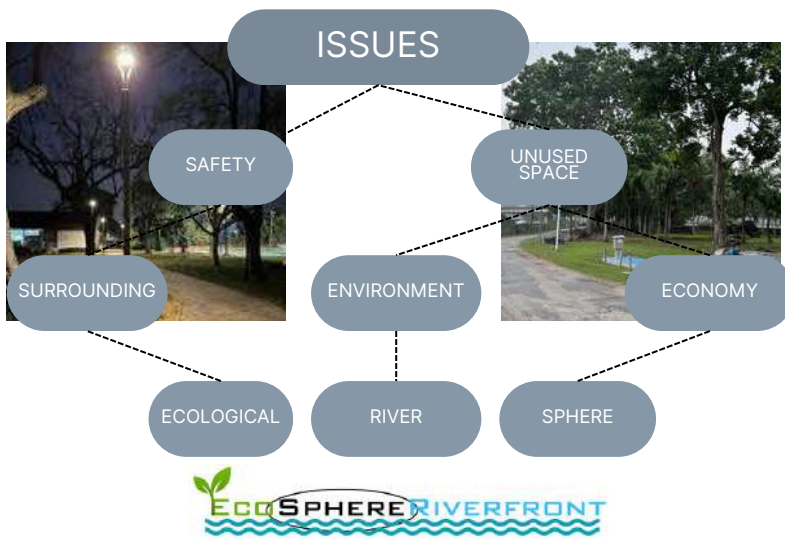 ISSUES
SAFETY
UNUSED
SPACE
SURROUNDING
ENVIRONMENT
ECONOMY
ECOLOGICAL
RIVER
SPHERE
ECOSPHERERIVERFRONT